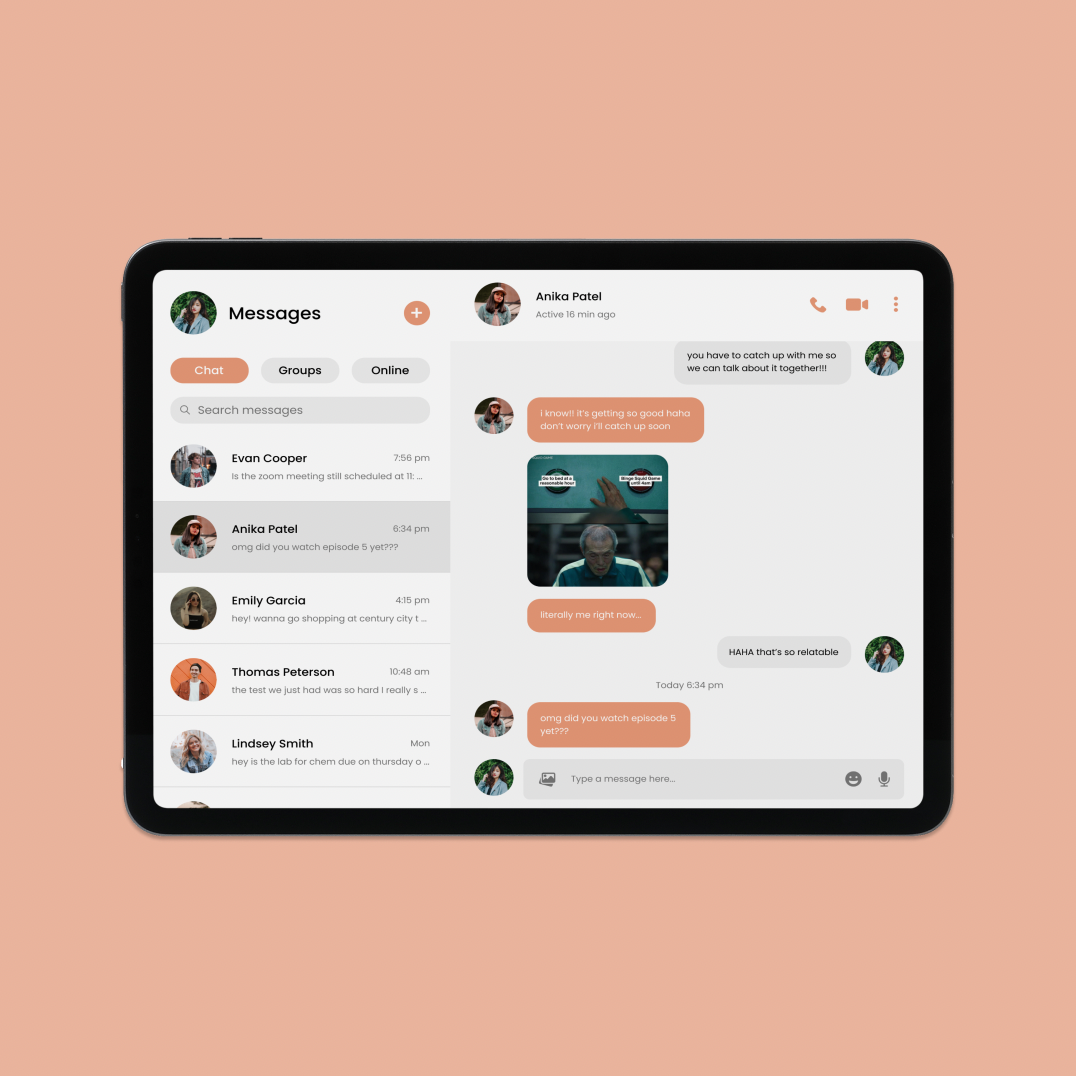 Messages
Chat
Groups
Online
Search messages
Evan Cooper
7:56 pm
Is the zoom meeting still scheduled at 11: ...
Anika Patel
6:34 pm
omg did you watch episode 5 yet???
Emily Garcia
4:15 pm
hey! wanna go shopping at century city t ...
Thomas Peterson
10:48 am
the test we just had was so hard I really s ...
Lindsey Smith
Mon
hey is the lab for chem due on thursday o ...
Anika Patel
Active 16 min ago
you have to catch up with me so
we can talk about it together!!!
i know!! it's getting so good haha
don't worry i'll catch up soon
Go to bed at a
reasonable hour
Binge Squid Game
until 4am
literally me right now...
HAHA that's so relatable
Today 6:34 pm
omg did you watch episode 5
yet???
Type a message here...